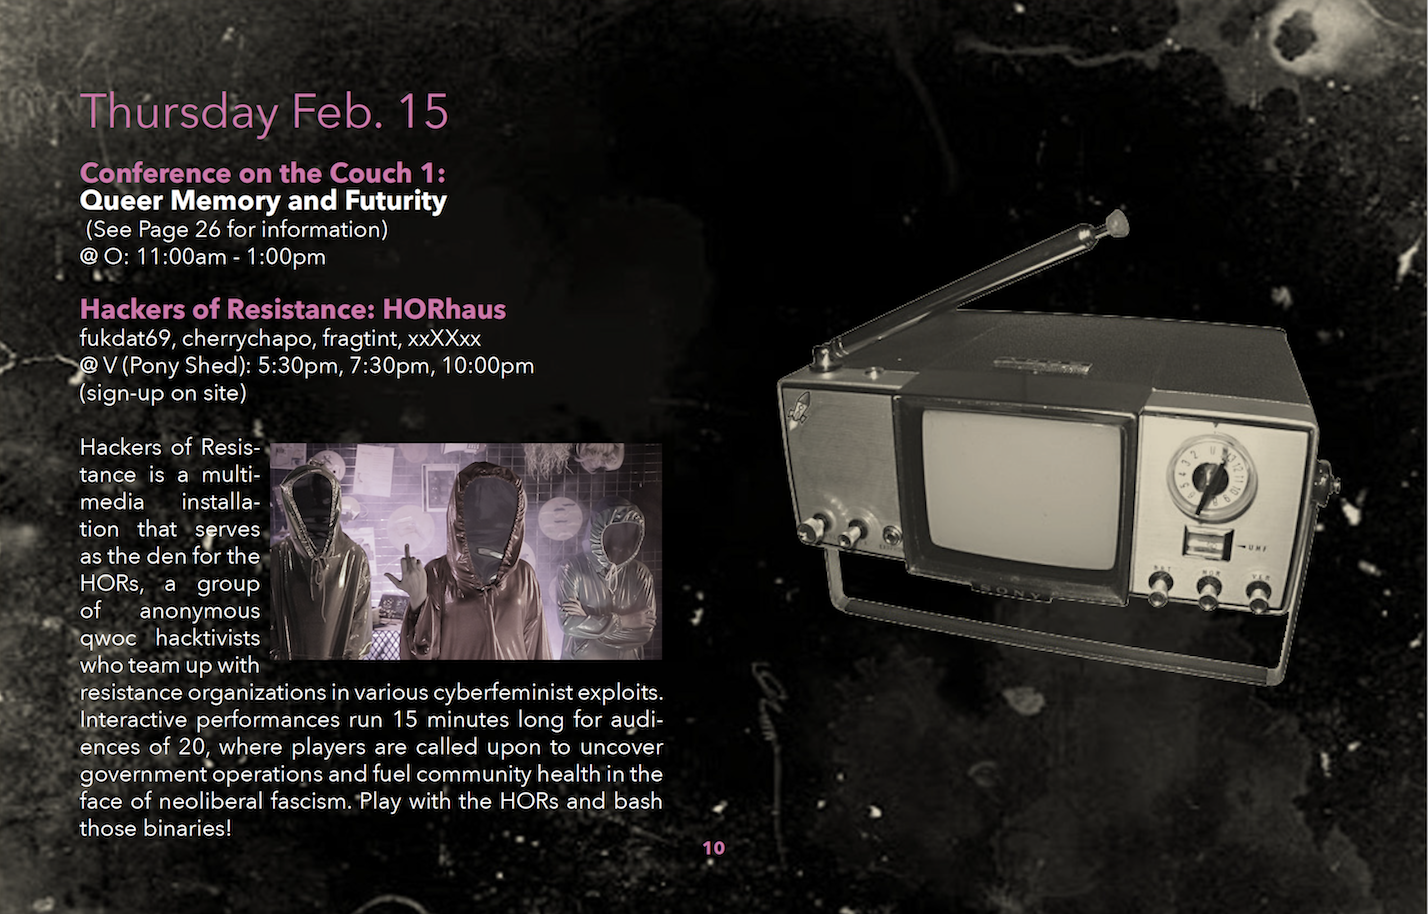 Thursday Feb. 15
Conference on the Couch 1:
Queer Memory and Futurity
(See Page 26 for information)
@ O: 11:00am - 1:00pm
Hackers of Resistance: HORhaus
fukdat69, cherrychapo, fragtint, xxXXxx
@ V (Pony Shed): 5:30pm, 7:30pm, 10:00pm
(sign-up on site)
Hackers of Resis-
tance is a multi-
media installa-
tion that serves
as the den for the
HORs, a group
of anonymous
qwoc hacktivists
who team up with
resistance organizations in various cyberfeminist exploits.
Interactive performances run 15 minutes long for audi-
ences of 20, where players are called upon to uncover
government operations and fuel community health in the
face of neoliberal fascism. Play with the HORs and bash
those binaries!
UHF
SONY
10